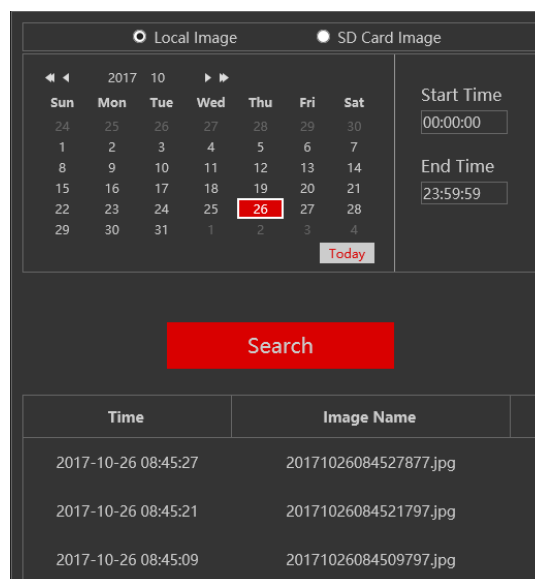 Local Image SD Card Image
2017 10
Sun Mon Tue Wed Thu Fri Sat
24 25 26 27 28 29 30
1 2 3 4 5 6 7
8 9 10 11 12 13 14
15 16 17 18 19 20 21
22 23 24 25 26 27 28
29 30 31 1 2 3 4
Today
Start Time
00:00:00
End Time
23:59:59
Search
Time Image Name
2017-10-26 08:45:27 20171026084527877.jpg
2017-10-26 08:45:21 20171026084521797.jpg
2017-10-26 08:45:09 20171026084509797.jpg